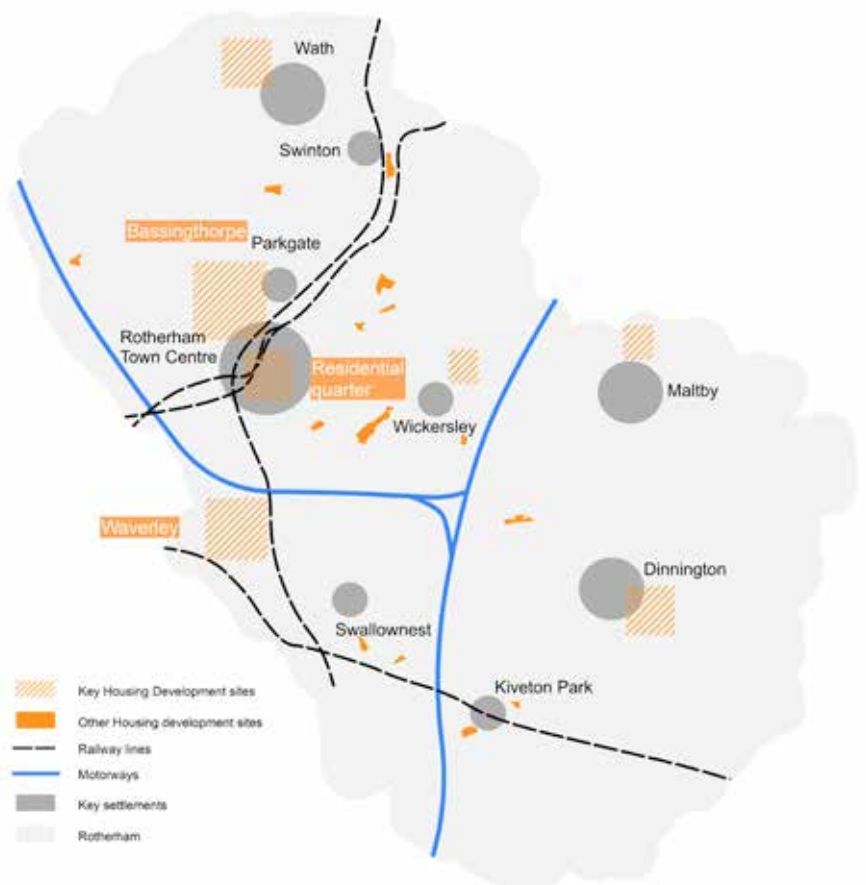 Wath
Swinton
Bassingthorpe
Parkgate
Rotherham
Town Centre
Residential
quarter
Wickersley
Maltby
Waverley
Dinnington
Swallownest
Kiveton Park
Key Housing Development sites
Other Housing development sites
Railway lines
Motorways
Key settlements
Rotherham